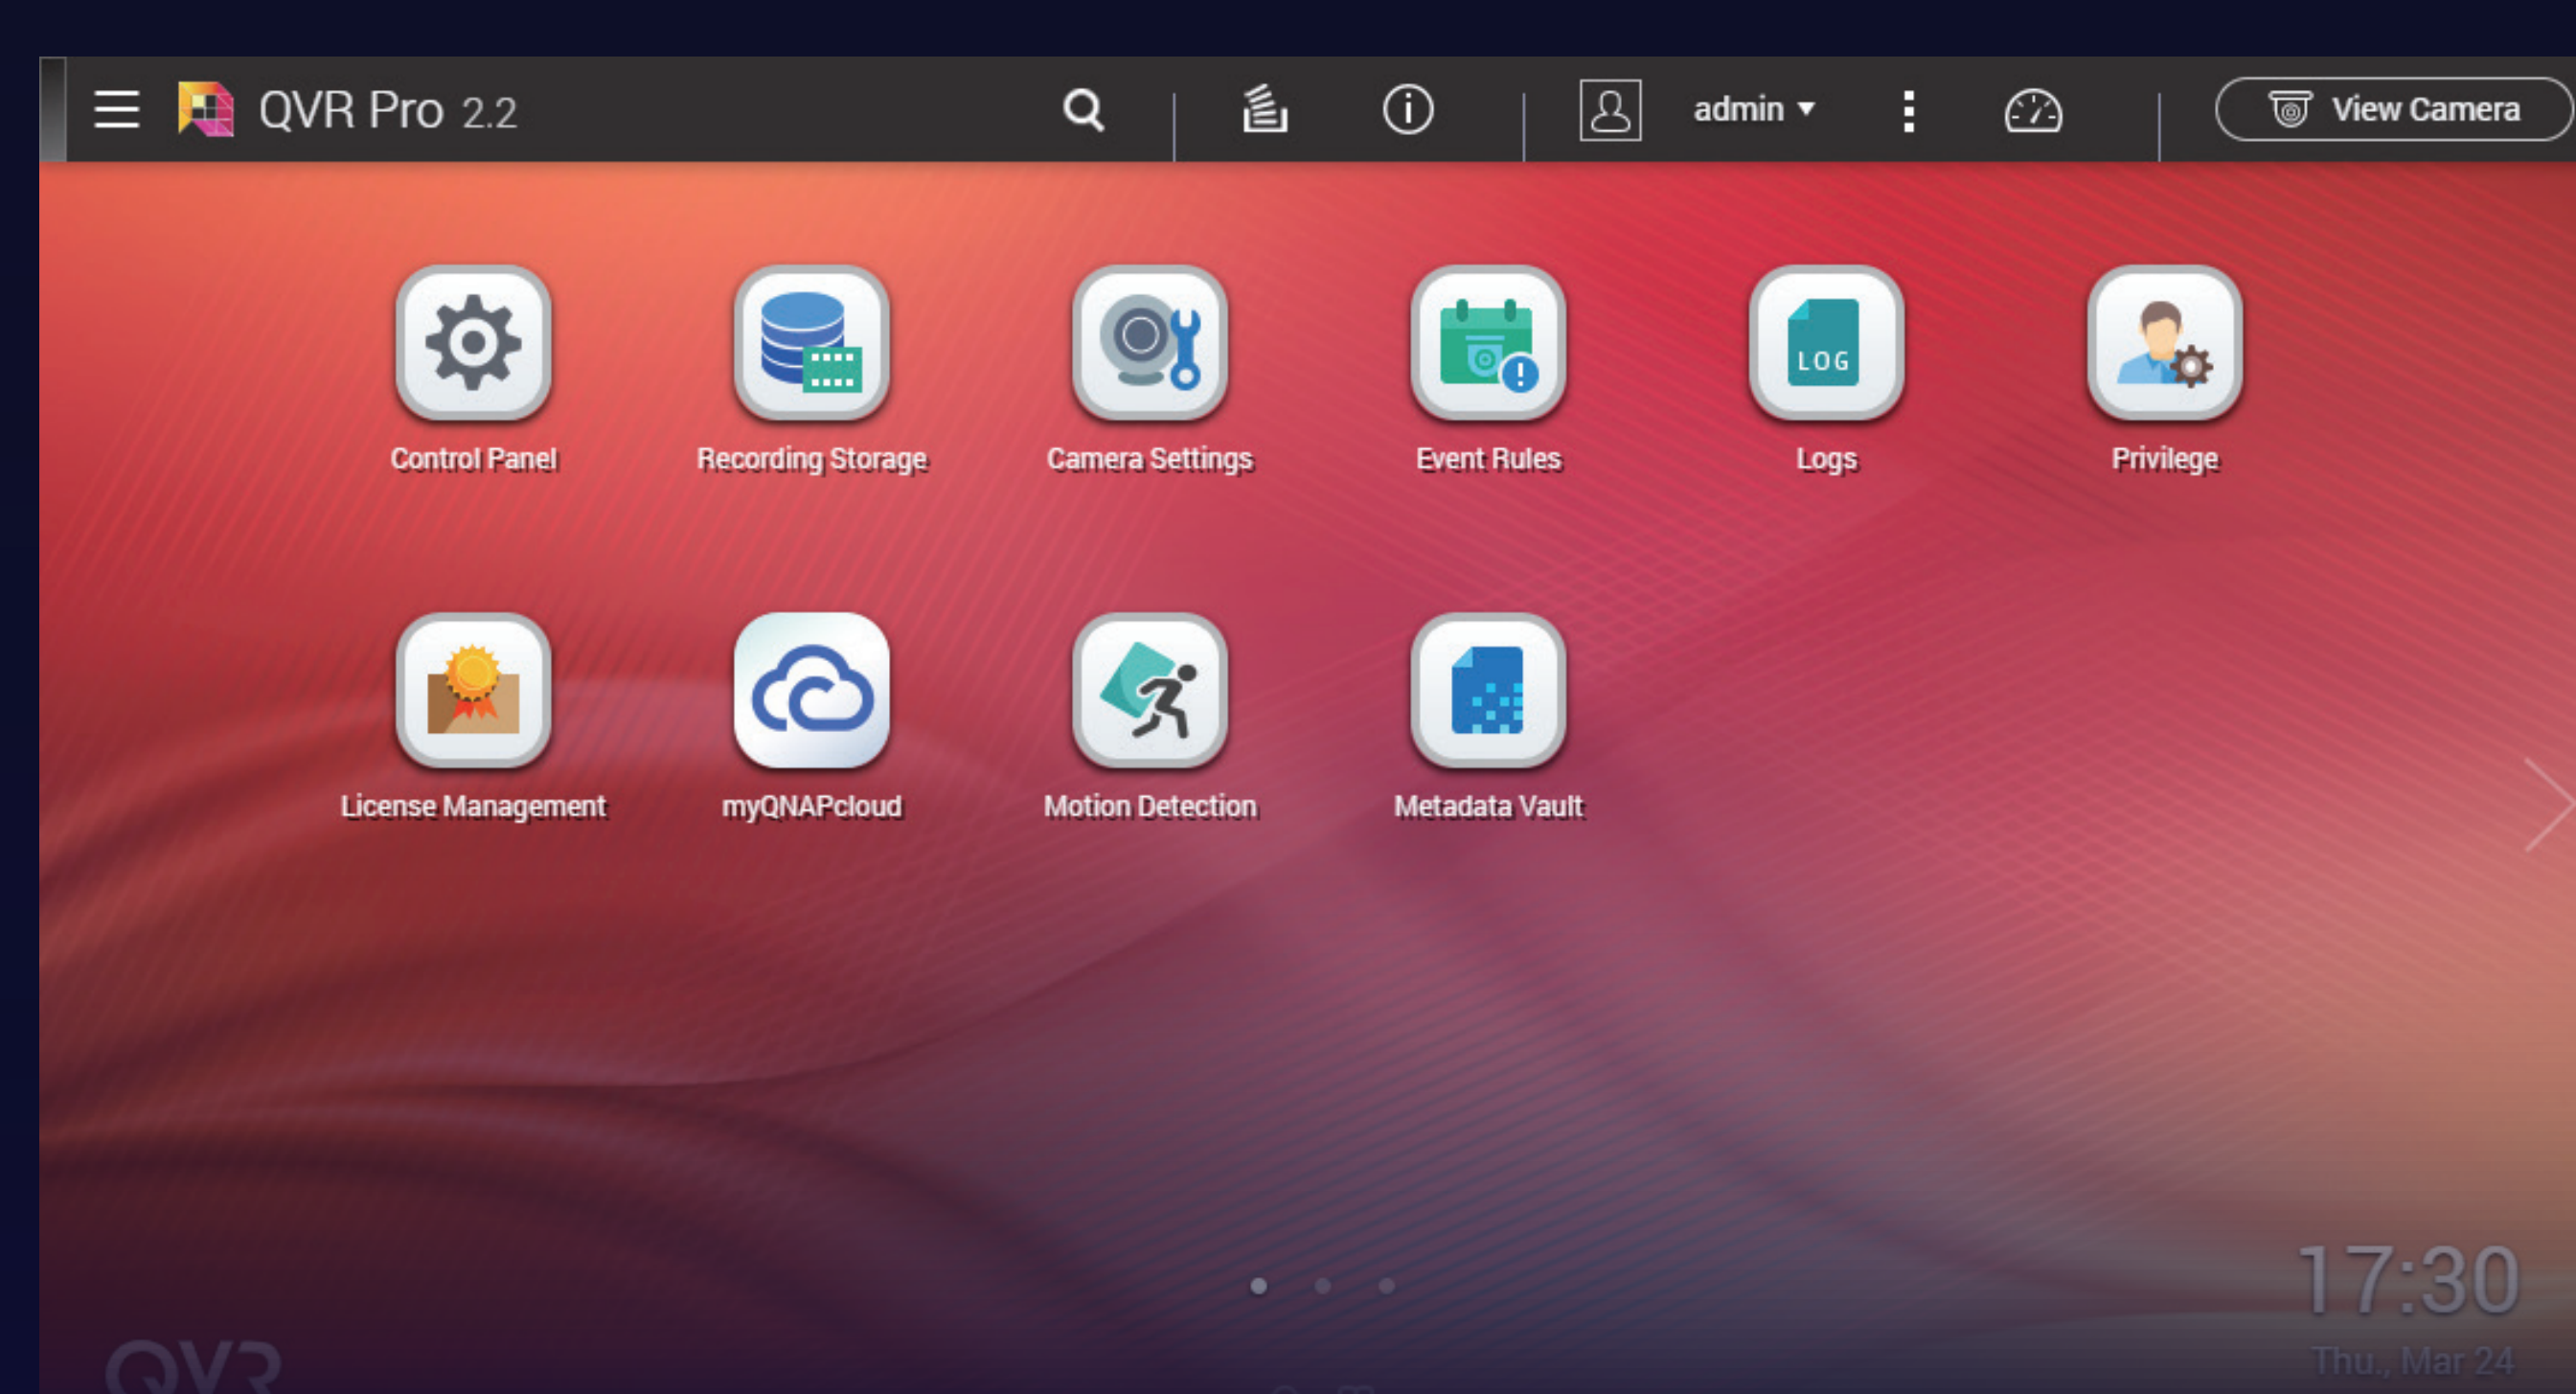 QVR Pro 2.2
admin
View Camera
LOG
Control Panel
Recording Storage
Camera Settings
Event Rules
Logs
Privilege
License Management
myQNAPcloud
Motion Detection
Metadata Vault
17:30
Thu., Mar 24
QVR